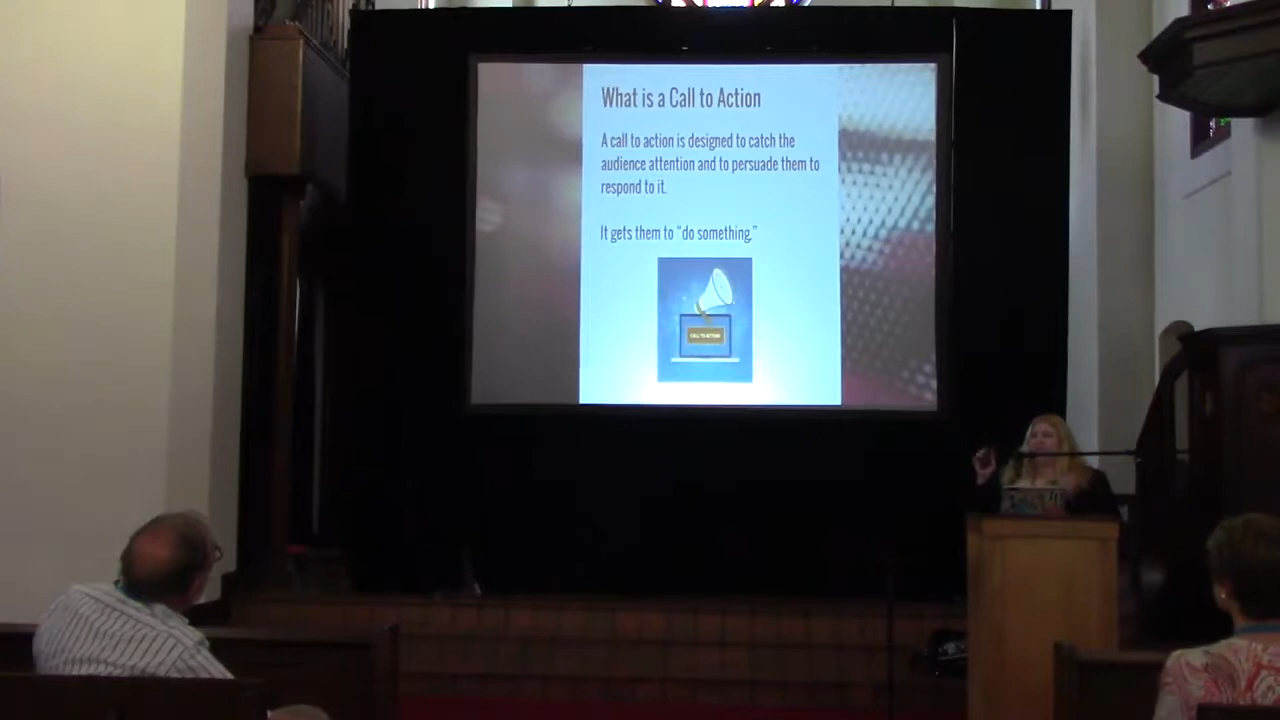 What is a Call to Action
A call to action is designed to catch the
audience attention and to persuade them to
respond to it.
It gets them to “do something.”
CALL TO ACTION